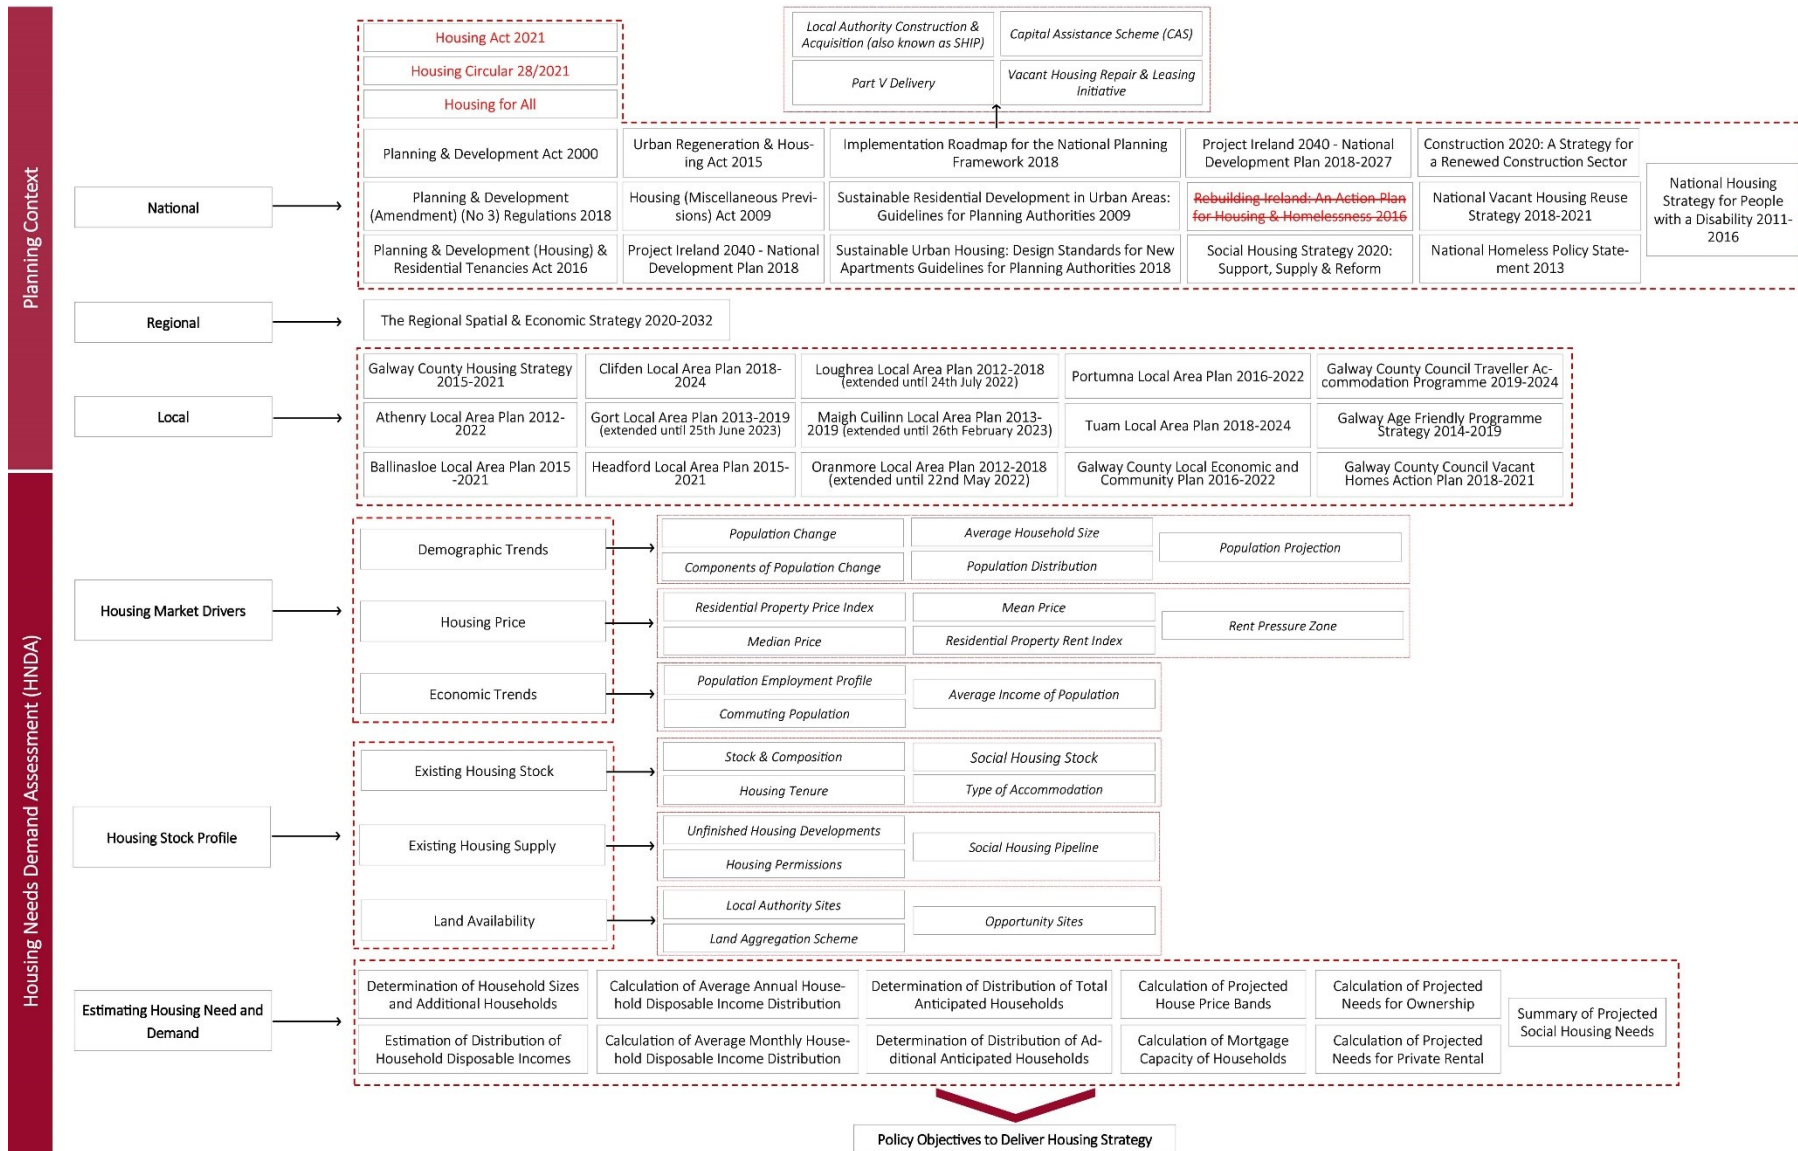 Planning Context
Housing Act 2021
Housing Circular 28/2021
Housing for All
Local Authority Construction &
Acquisition (also known as SHIP)
Capital Assistance Scheme (CAS)
Part V Delivery
Vacant Housing Repair & Leasing
Initiative
National
Planning & Development Act 2000
Urban Regeneration & Hous-
ing Act 2015
Implementation Roadmap for the National Planning
Framework 2018
Project Ireland 2040 - National
Development Plan 2018-2027
Construction 2020: A Strategy for
a Renewed Construction Sector
National Housing
Strategy for People
with a Disability 2011-
2016
Planning & Development
(Amendment) (No 3) Regulations 2018
Housing (Miscellaneous Previ-
sions) Act 2009
Sustainable Residential Development in Urban Areas:
Guidelines for Planning Authorities 2009
Rebuilding Ireland: An Action Plan
for Housing & Homelessness 2016
National Vacant Housing Reuse
Strategy 2018-2021
Planning & Development (Housing) &
Residential Tenancies Act 2016
Project Ireland 2040 - National
Development Plan 2018
Sustainable Urban Housing: Design Standards for New
Apartments Guidelines for Planning Authorities 2018
Social Housing Strategy 2020:
Support, Supply & Reform
National Homeless Policy State-
ment 2013
Regional
The Regional Spatial & Economic Strategy 2020-2032
Local
Galway County Housing Strategy
2015-2021
Clifden Local Area Plan 2018-
2024
Loughrea Local Area Plan 2012-2018
(extended until 24th July 2022)
Portumna Local Area Plan 2016-2022
Galway County Council Traveller Ac-
commodation Programme 2019-2024
Athenry Local Area Plan 2012-
2022
Gort Local Area Plan 2013-2019
(extended until 25th June 2023)
Maigh Cuilinn Local Area Plan 2013-
2019 (extended until 26th February 2023)
Tuam Local Area Plan 2018-2024
Galway Age Friendly Programme
Strategy 2014-2019
Ballinasloe Local Area Plan 2015
-2021
Headford Local Area Plan 2015-
2021
Oranmore Local Area Plan 2012-2018
(extended until 22nd May 2022)
Galway County Local Economic and
Community Plan 2016-2022
Galway County Council Vacant
Homes Action Plan 2018-2021
Housing Needs Demand Assessment (HNDA)
Housing Market Drivers
Demographic Trends
Population Change
Average Household Size
Population Projection
Components of Population Change
Population Distribution
Housing Price
Residential Property Price Index
Mean Price
Rent Pressure Zone
Median Price
Residential Property Rent Index
Economic Trends
Population Employment Profile
Average Income of Population
Commuting Population
Housing Stock Profile
Existing Housing Stock
Stock & Composition
Social Housing Stock
Housing Tenure
Type of Accommodation
Existing Housing Supply
Unfinished Housing Developments
Social Housing Pipeline
Housing Permissions
Land Availability
Local Authority Sites
Opportunity Sites
Land Aggregation Scheme
Estimating Housing Need and
Demand
Determination of Household Sizes
and Additional Households
Calculation of Average Annual House-
hold Disposable Income Distribution
Determination of Distribution of Total
Anticipated Households
Calculation of Projected
House Price Bands
Calculation of Projected
Needs for Ownership
Summary of Projected
Social Housing Needs
Estimation of Distribution of
Household Disposable Incomes
Calculation of Average Monthly House-
hold Disposable Income Distribution
Determination of Distribution of Ad-
ditional Anticipated Households
Calculation of Mortgage
Capacity of Households
Calculation of Projected
Needs for Private Rental
Policy Objectives to Deliver Housing Strategy